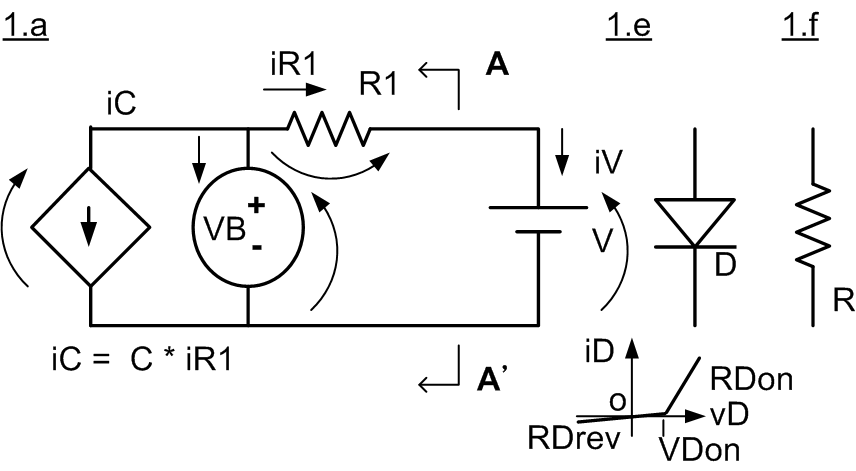 1.a
1.e
1.f
iR1
R1
A
iC
iV
VB
+
-
V
D
R
iC = C * iR1
A'
iD
o
RDon
vD
RDrev
VDon